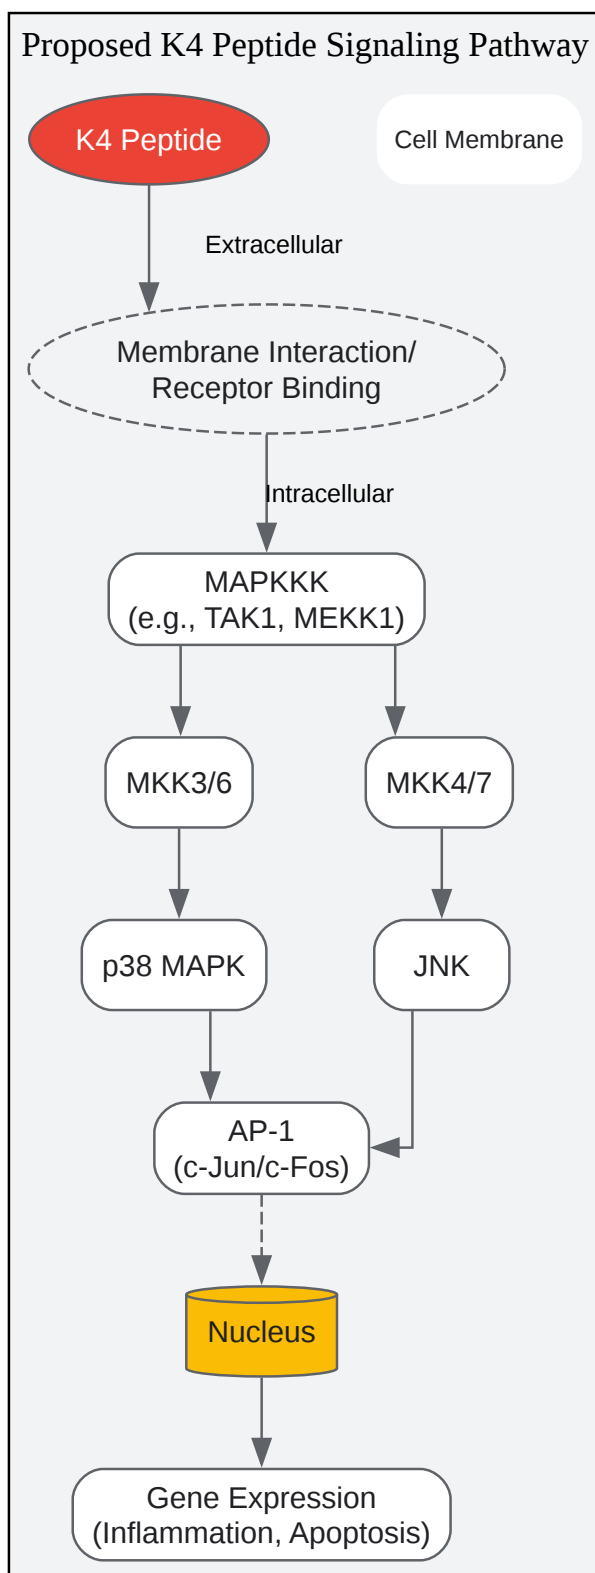 Proposed K4 Peptide Signaling Pathway
K4 Peptide
Cell Membrane
Extracellular
Membrane Interaction/
Receptor Binding
Intracellular
MAPKKK
(e.g., TAK1, MEKK1)
MKK3/6
MKK4/7
p38 MAPK
JNK
AP-1
(c-Jun/c-Fos)
Nucleus
Gene Expression
(Inflammation, Apoptosis)